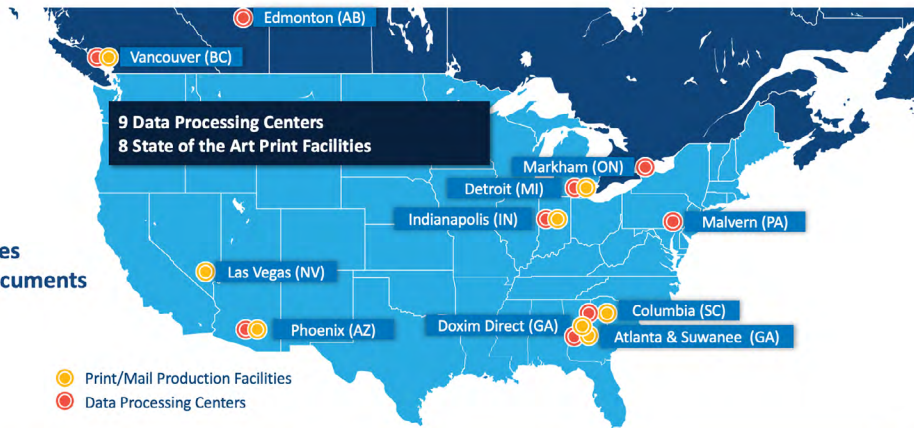 Edmonton (AB)
Vancouver (BC)
9 Data Processing Centers
8 State of the Art Print Facilities
Markham (ON)
Detroit (MI)
Indianapolis (IN)
Malvern (PA)
es
cuments
Las Vegas (NV)
Columbia (SC)
Doxim Direct (GA)
Phoenix (AZ)
Atlanta & Suwanee (GA)
Print/Mail Production Facilities
Data Processing Centers